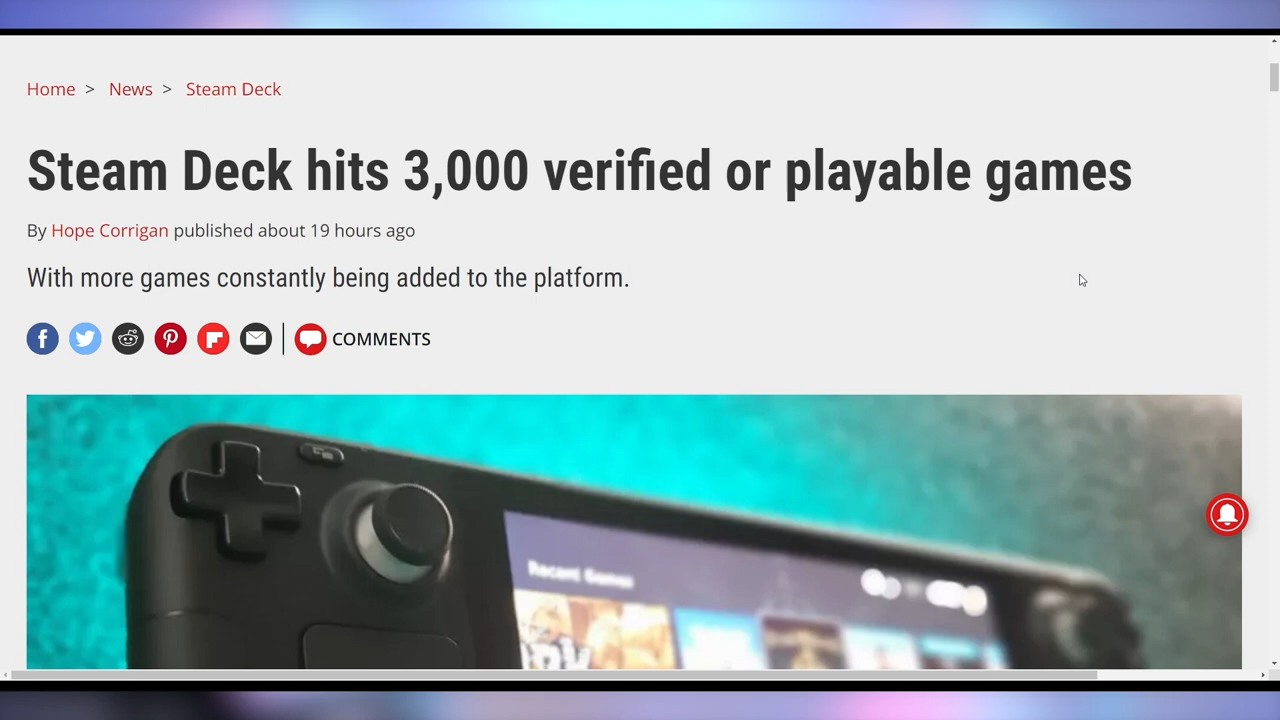 Home > News > Steam Deck
Steam Deck hits 3,000 verified or playable games
By Hope Corrigan published about 19 hours ago
With more games constantly being added to the platform.
COMMENTS
Recent Games